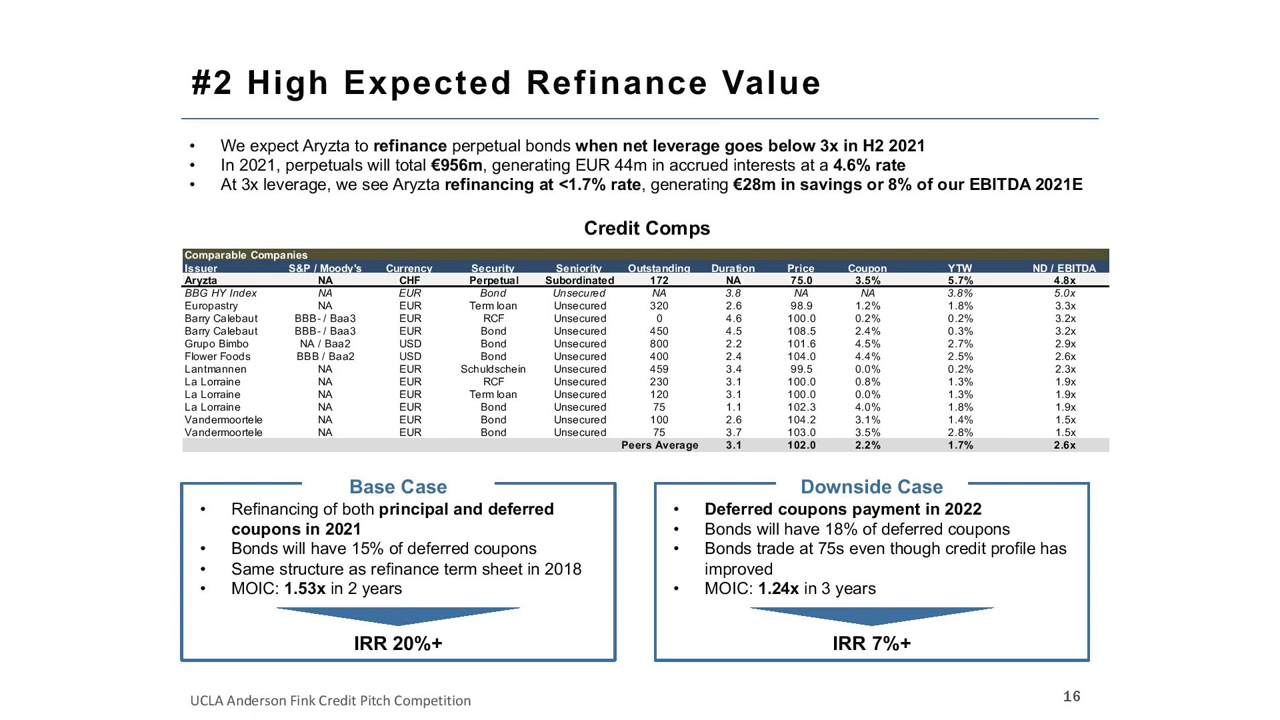 #2 High Expected Refinance Value
• We expect Aryzta to refinance perpetual bonds when net leverage goes below 3x in H2 2021
• In 2021, perpetuals will total €956m, generating EUR 44m in accrued interests at a 4.6% rate
• At 3x leverage, we see Aryzta refinancing at <1.7% rate, generating €28m in savings or 8% of our EBITDA 2021E
Credit Comps
Comparable Companies
Issuer S&P / Moody's Currency Security Seniority Outstanding Duration Price Coupon YTW ND / EBITDA
Aryzta NA CHF Perpetual Subordinated 172 NA 75.0 3.5% 5.7% 4.8x
BBG HY Index NA EUR Bond Unsecured NA 3.8 NA NA 3.8% 5.0x
Europastry NA EUR Term loan Unsecured 320 2.6 98.9 1.2% 1.8% 3.3x
Barry Calebaut BBB- / Baa3 EUR RCF Unsecured 0 4.6 100.0 0.2% 0.2% 3.2x
Barry Calebaut BBB- / Baa3 EUR Bond Unsecured 450 4.5 108.5 2.4% 0.3% 3.2x
Grupo Bimbo NA / Baa2 USD Bond Unsecured 800 2.2 101.6 4.5% 2.7% 2.9x
Flower Foods BBB / Baa2 USD Bond Unsecured 400 2.4 104.0 4.4% 2.5% 2.6x
Lantmannen NA EUR Schuldschein Unsecured 459 3.4 99.5 0.0% 0.2% 2.3x
La Lorraine NA EUR RCF Unsecured 230 3.1 100.0 0.8% 1.3% 1.9x
La Lorraine NA EUR Term loan Unsecured 120 3.1 100.0 0.0% 1.3% 1.9x
La Lorraine NA EUR Bond Unsecured 75 1.1 102.3 4.0% 1.8% 1.9x
Vandermoortele NA EUR Bond Unsecured 100 2.6 104.2 3.1% 1.4% 1.5x
Vandermoortele NA EUR Bond Unsecured 75 3.7 103.0 3.5% 2.8% 1.5x
Peers Average 3.1 102.0 2.2% 1.7% 2.6x
Base Case
• Refinancing of both principal and deferred
coupons in 2021
• Bonds will have 15% of deferred coupons
• Same structure as refinance term sheet in 2018
• MOIC: 1.53x in 2 years
IRR 20%+
Downside Case
• Deferred coupons payment in 2022
• Bonds will have 18% of deferred coupons
• Bonds trade at 75s even though credit profile has
improved
• MOIC: 1.24x in 3 years
IRR 7%+
UCLA Anderson Fink Credit Pitch Competition
16